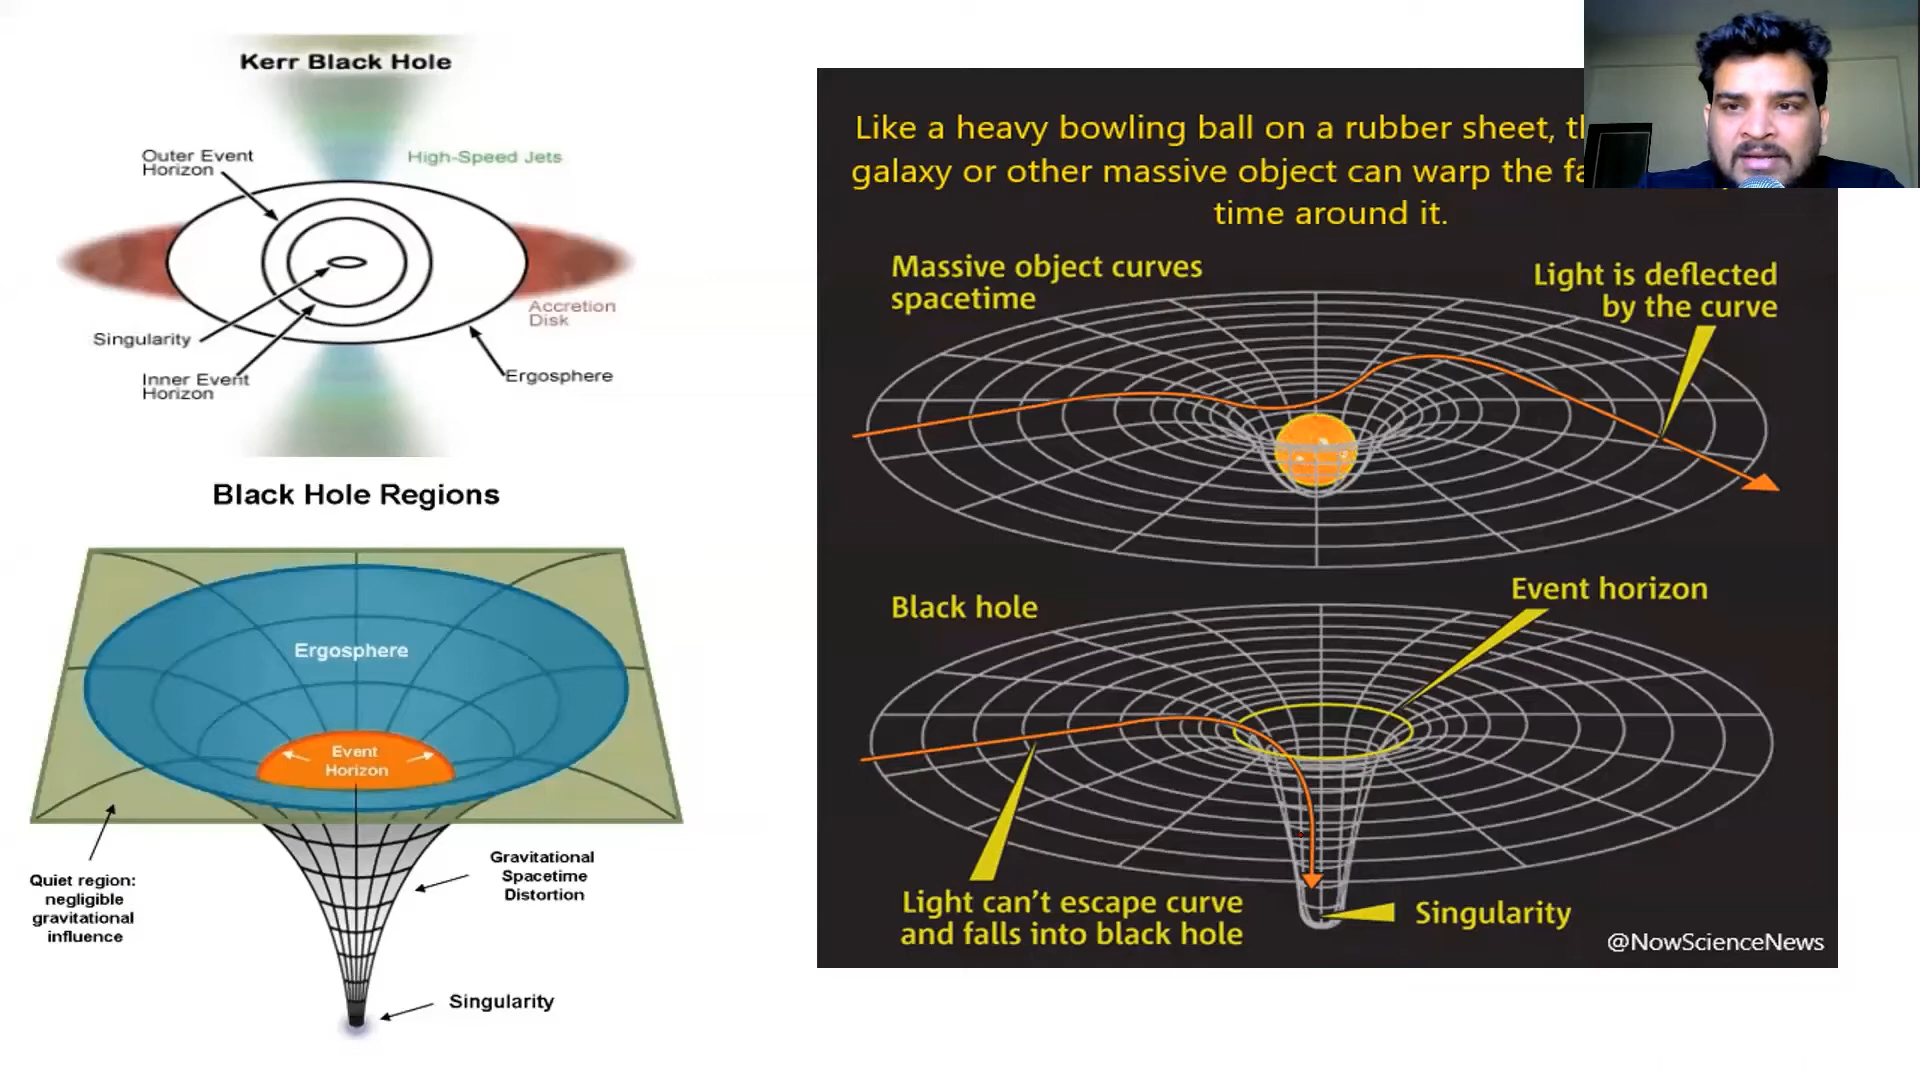 Kerr Black Hole
Outer Event
Horizon
High-Speed Jets
Accretion
Disk
Singularity
Inner Event
Horizon
Ergosphere
Black Hole Regions
Ergosphere
Event
Horizon
Quiet region:
negligible
gravitational
influence
Gravitational
Spacetime
Distortion
Singularity
Like a heavy bowling ball on a rubber sheet,
galaxy or other massive object can warp the
time around it.
Massive object curves
spacetime
Light is deflected
by the curve
Black hole
Event horizon
Light can't escape curve
and falls into black hole
Singularity
@NowScienceNews